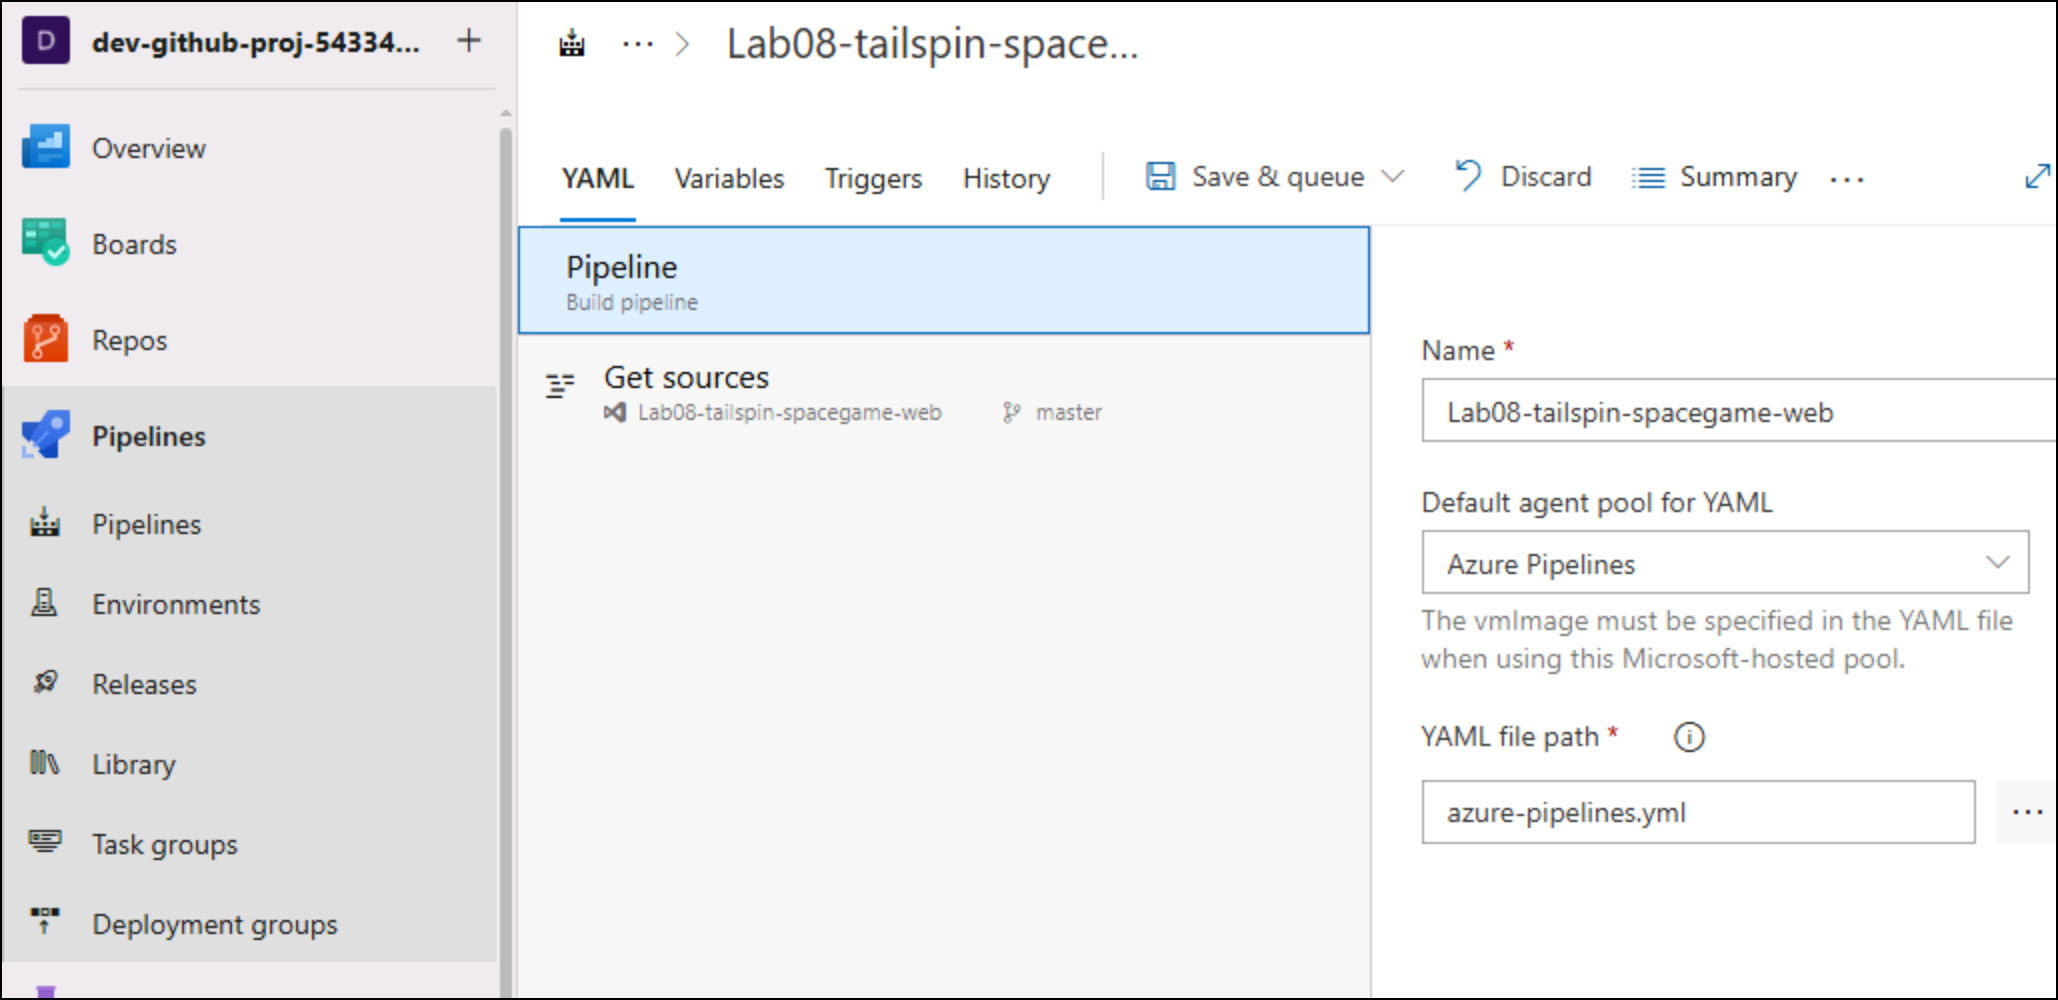 D
dev-github-proj-54334... +
Overview
Boards
Repos
Pipelines
Pipelines
Environments
Releases
Library
Task groups
Deployment groups
... > Lab08-tailspin-space...
YAML Variables Triggers History Save & queue Discard Summary ...
Pipeline
Build pipeline
Get sources
Lab08-tailspin-spacegame-web master
Name *
Lab08-tailspin-spacegame-web
Default agent pool for YAML
Azure Pipelines
The vmImage must be specified in the YAML file
when using this Microsoft-hosted pool.
YAML file path *
azure-pipelines.yml ...